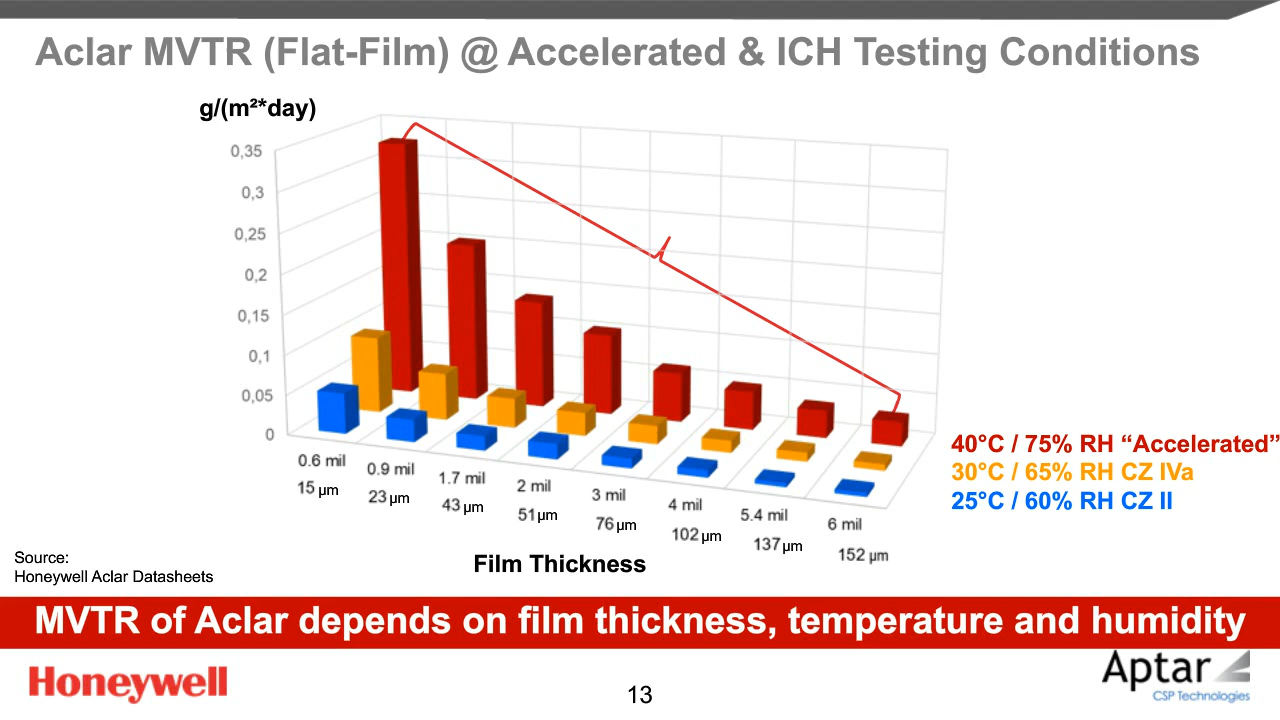 Aclar MVTR (Flat-Film) @ Accelerated & ICH Testing Conditions
g/(m²*day)
0,35
0,3
0,25
0,2
0,15
0,1
0,05
0
0.6 mil
15 µm
0.9 mil
23 µm
1.7 mil
43 µm
2 mil
51 µm
3 mil
76 µm
4 mil
102 µm
5.4 mil
137 µm
6 mil
152 µm
40°C / 75% RH “Accelerated”
30°C / 65% RH CZ IVa
25°C / 60% RH CZ II
Film Thickness
Source:
Honeywell Aclar Datasheets
MVTR of Aclar depends on film thickness, temperature and humidity
Honeywell
13
Aptar
CSP Technologies